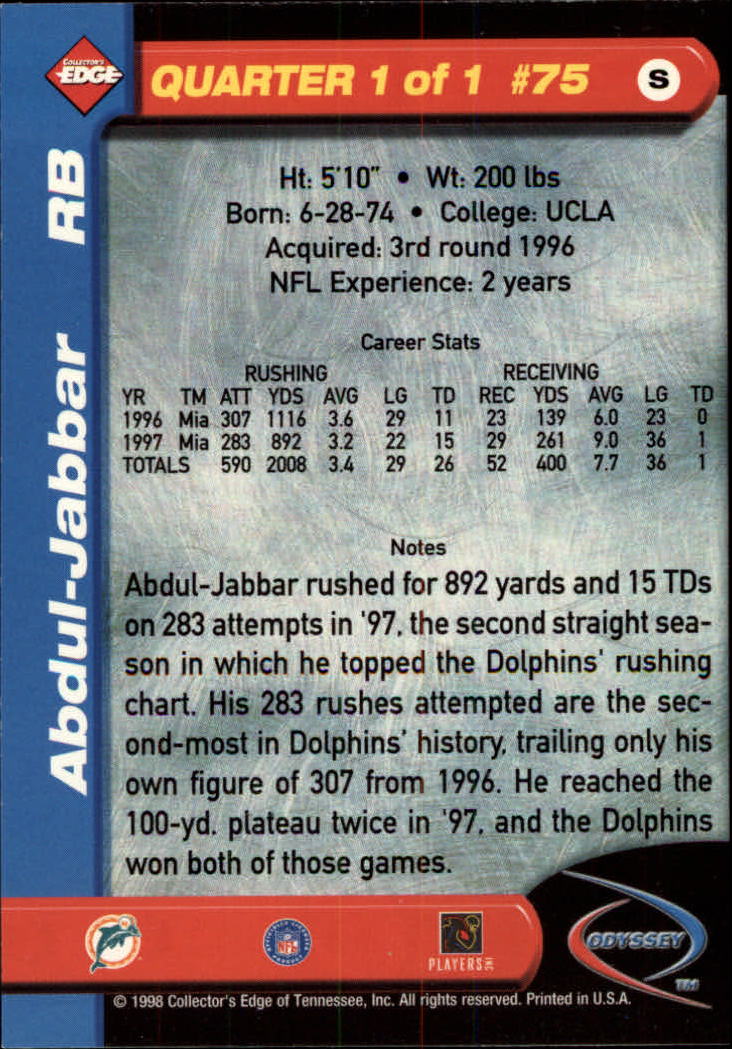 COLLECTOR'S
EDGE
QUARTER 1 of 1 #75
S
Abdul-Jabbar RB
Ht: 5'10" • Wt: 200 lbs
Born: 6-28-74 • College: UCLA
Acquired: 3rd round 1996
NFL Experience: 2 years
Career Stats
RUSHING RECEIVING
YR TM ATT YDS AVG LG TD REC YDS AVG LG TD
1996 Mia 307 1116 3.6 29 11 23 139 6.0 23 0
1997 Mia 283 892 3.2 22 15 29 261 9.0 36 1
TOTALS 590 2008 3.4 29 26 52 400 7.7 36 1
Notes
Abdul-Jabbar rushed for 892 yards and 15 TDs
on 283 attempts in '97, the second straight sea-
son in which he topped the Dolphins' rushing
chart. His 283 rushes attempted are the sec-
ond-most in Dolphins' history, trailing only his
own figure of 307 from 1996. He reached the
100-yd. plateau twice in '97, and the Dolphins
won both of those games.
NFL
PLAYERS
ODYSSEY
TM
© 1998 Collector's Edge of Tennessee, Inc. All rights reserved. Printed in U.S.A.